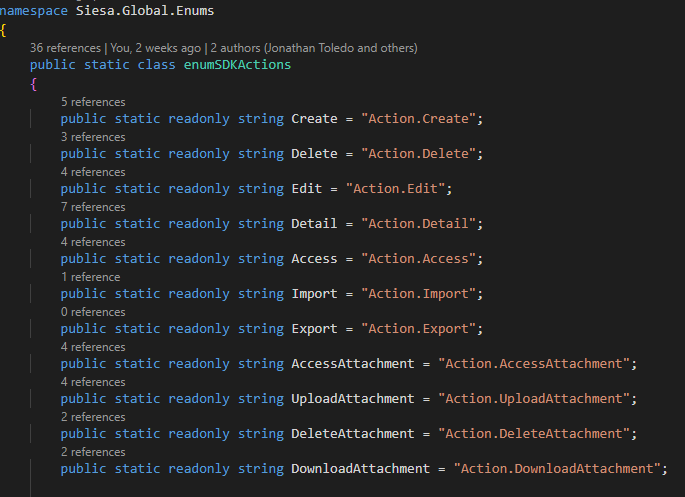 namespace Siesa.Global.Enums
{
36 references | You, 2 weeks ago | 2 authors (Jonathan Toledo and others)
public static class enumSDKActions
{
5 references
public static readonly string Create = "Action.Create";
3 references
public static readonly string Delete = "Action.Delete";
4 references
public static readonly string Edit = "Action.Edit";
7 references
public static readonly string Detail = "Action.Detail";
4 references
public static readonly string Access = "Action.Access";
1 reference
public static readonly string Import = "Action.Import";
0 references
public static readonly string Export = "Action.Export";
4 references
public static readonly string AccessAttachment = "Action.AccessAttachment";
4 references
public static readonly string UploadAttachment = "Action.UploadAttachment";
2 references
public static readonly string DeleteAttachment = "Action.DeleteAttachment";
2 references
public static readonly string DownloadAttachment = "Action.DownloadAttachment";